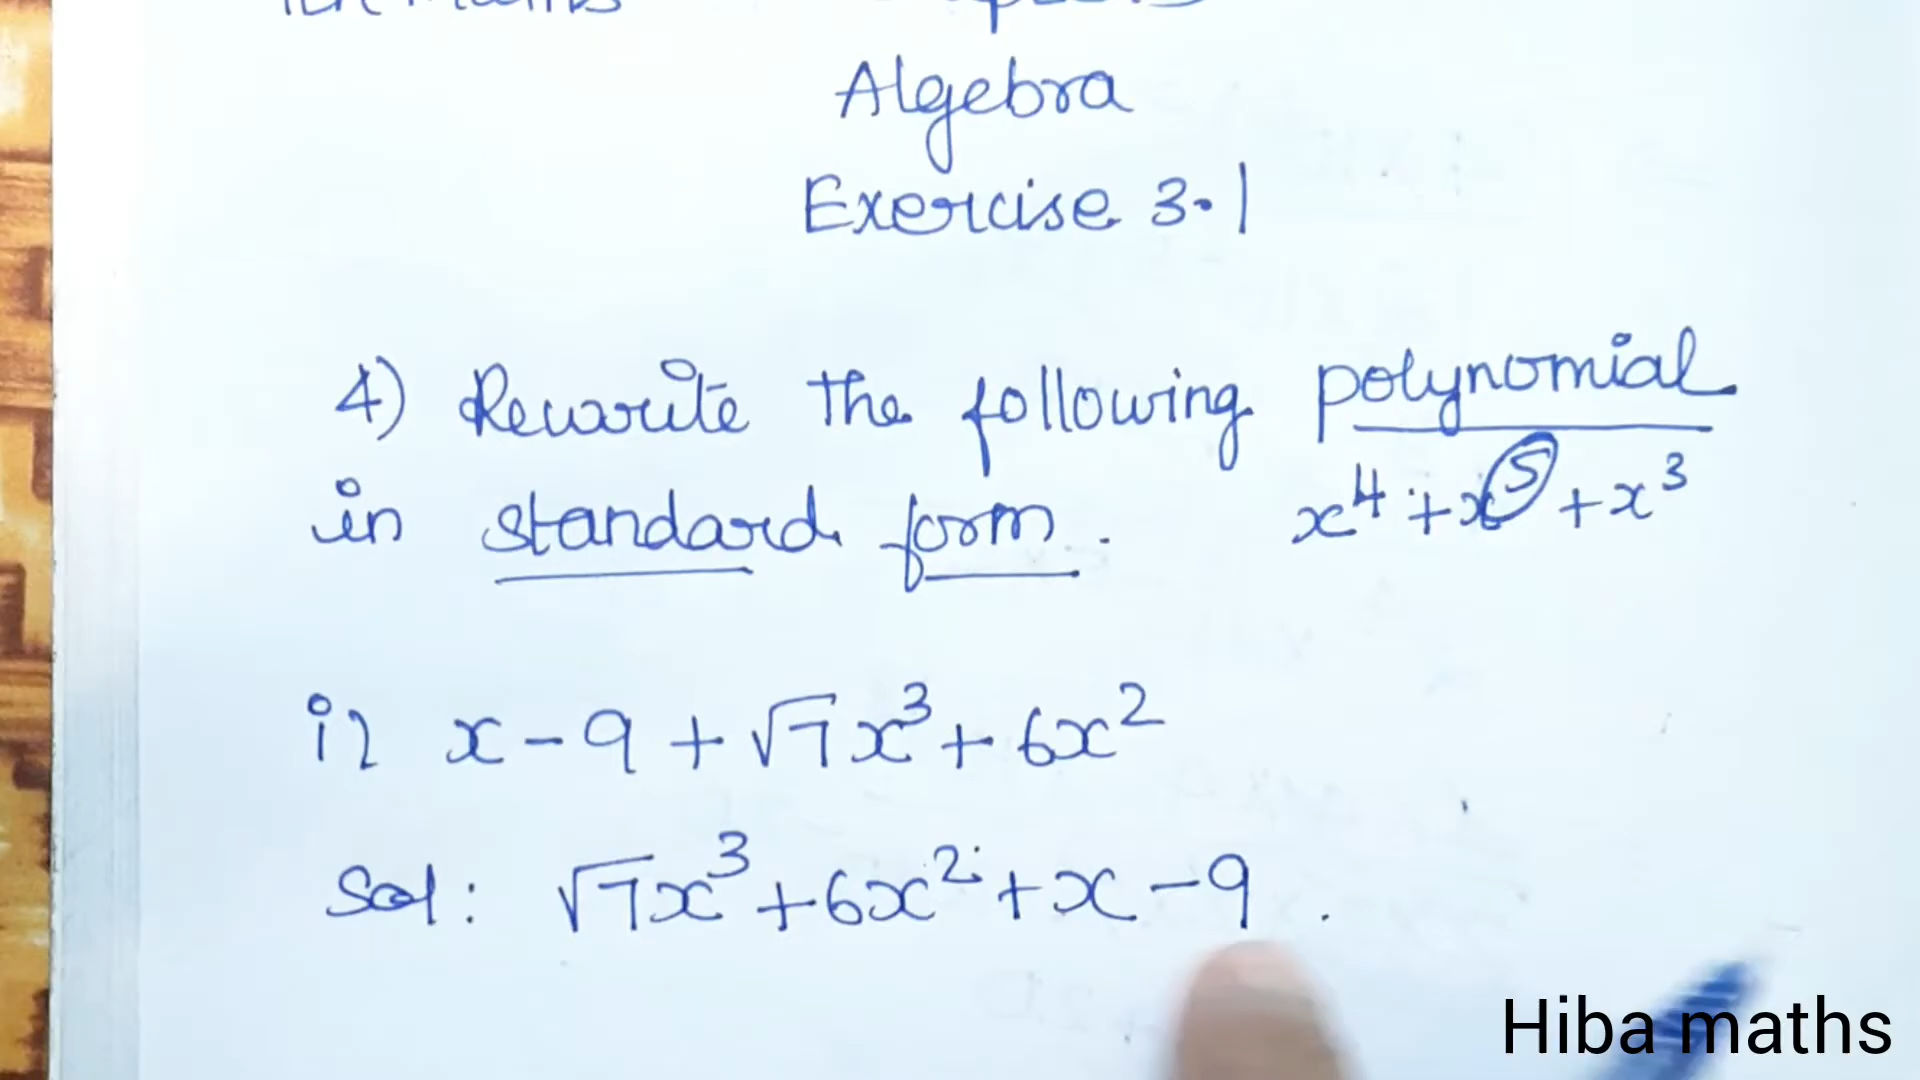 Algebra
Exercise 3.1
4) Rewrite the following polynomial
in standard form. x⁴ + x⁵ + x³
i) x - 9 + √7x³ + 6x²
Sol: √7x³ + 6x² + x - 9.
Hiba maths